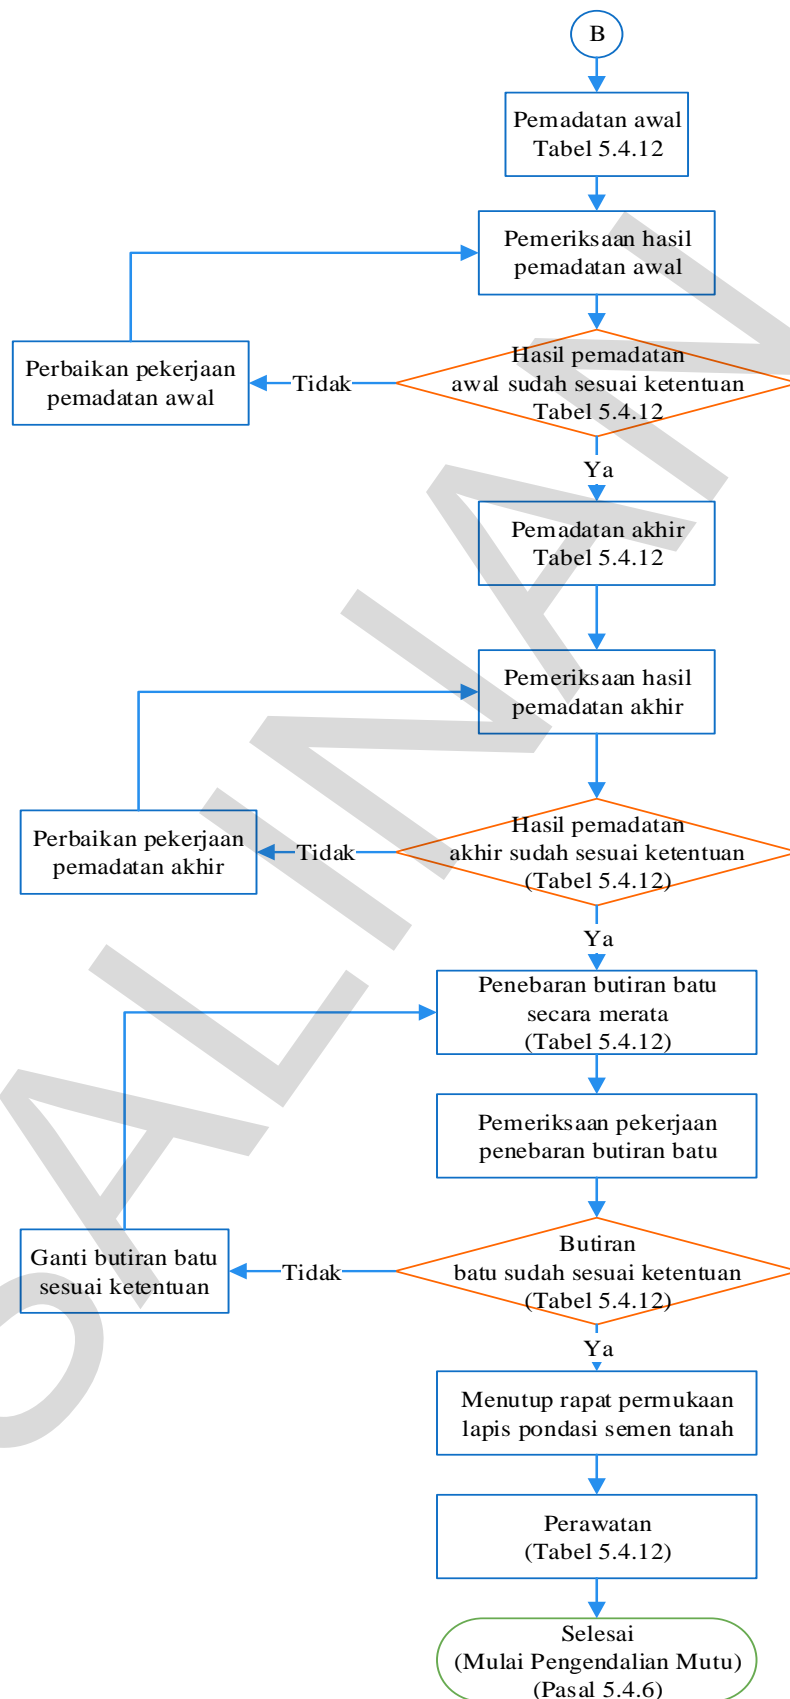 B
Pemadatan awal
Tabel 5.4.12
Pemeriksaan hasil
pemadatan awal
Perbaikan pekerjaan
pemadatan awal
Tidak
Hasil pemadatan
awal sudah sesuai ketentuan
Tabel 5.4.12
Ya
Pemadatan akhir
Tabel 5.4.12
Pemeriksaan hasil
pemadatan akhir
Perbaikan pekerjaan
pemadatan akhir
Tidak
Hasil pemadatan
akhir sudah sesuai ketentuan
(Tabel 5.4.12)
Ya
Penebaran butiran batu
secara merata
(Tabel 5.4.12)
Pemeriksaan pekerjaan
penebaran butiran batu
Ganti butiran batu
sesuai ketentuan
Tidak
Butiran
batu sudah sesuai ketentuan
(Tabel 5.4.12)
Ya
Menutup rapat permukaan
lapis pondasi semen tanah
Perawatan
(Tabel 5.4.12)
Selesai
(Mulai Pengendalian Mutu)
(Pasal 5.4.6)
SALINAN